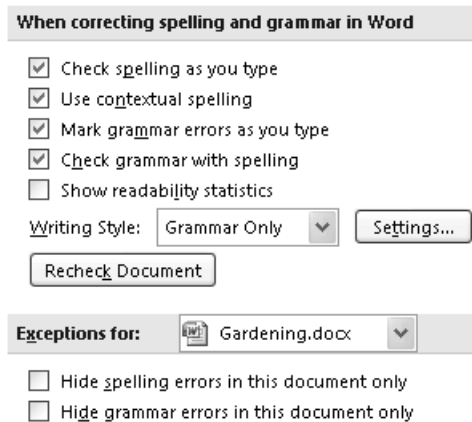 When correcting spelling and grammar in Word
Check spelling as you type
Use contextual spelling
Mark grammar errors as you type
Check grammar with spelling
Show readability statistics
Writing Style: Grammar Only Settings...
Recheck Document
Exceptions for: Gardening.docx
Hide spelling errors in this document only
Hide grammar errors in this document only